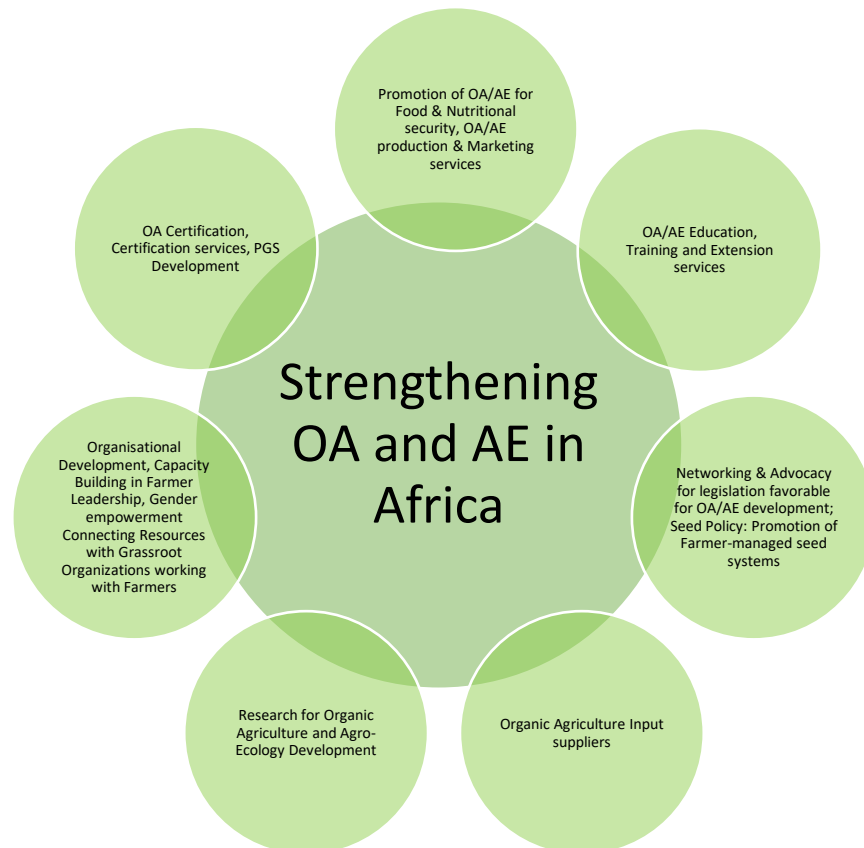 Promotion of OA/AE for
Food & Nutritional
security, OA/AE
production & Marketing
services
OA/AE Education,
Training and Extension
services
Networking & Advocacy
for legislation favorable
for OA/AE development;
Seed Policy: Promotion of
Farmer-managed seed
systems
Organic Agriculture Input
suppliers
Research for Organic
Agriculture and Agro-
Ecology Development
Organisational
Development, Capacity
Building in Farmer
Leadership, Gender
empowerment
Connecting Resources
with Grassroot
Organizations working
with Farmers
OA Certification,
Certification services, PGS
Development
Strengthening
OA and AE in
Africa